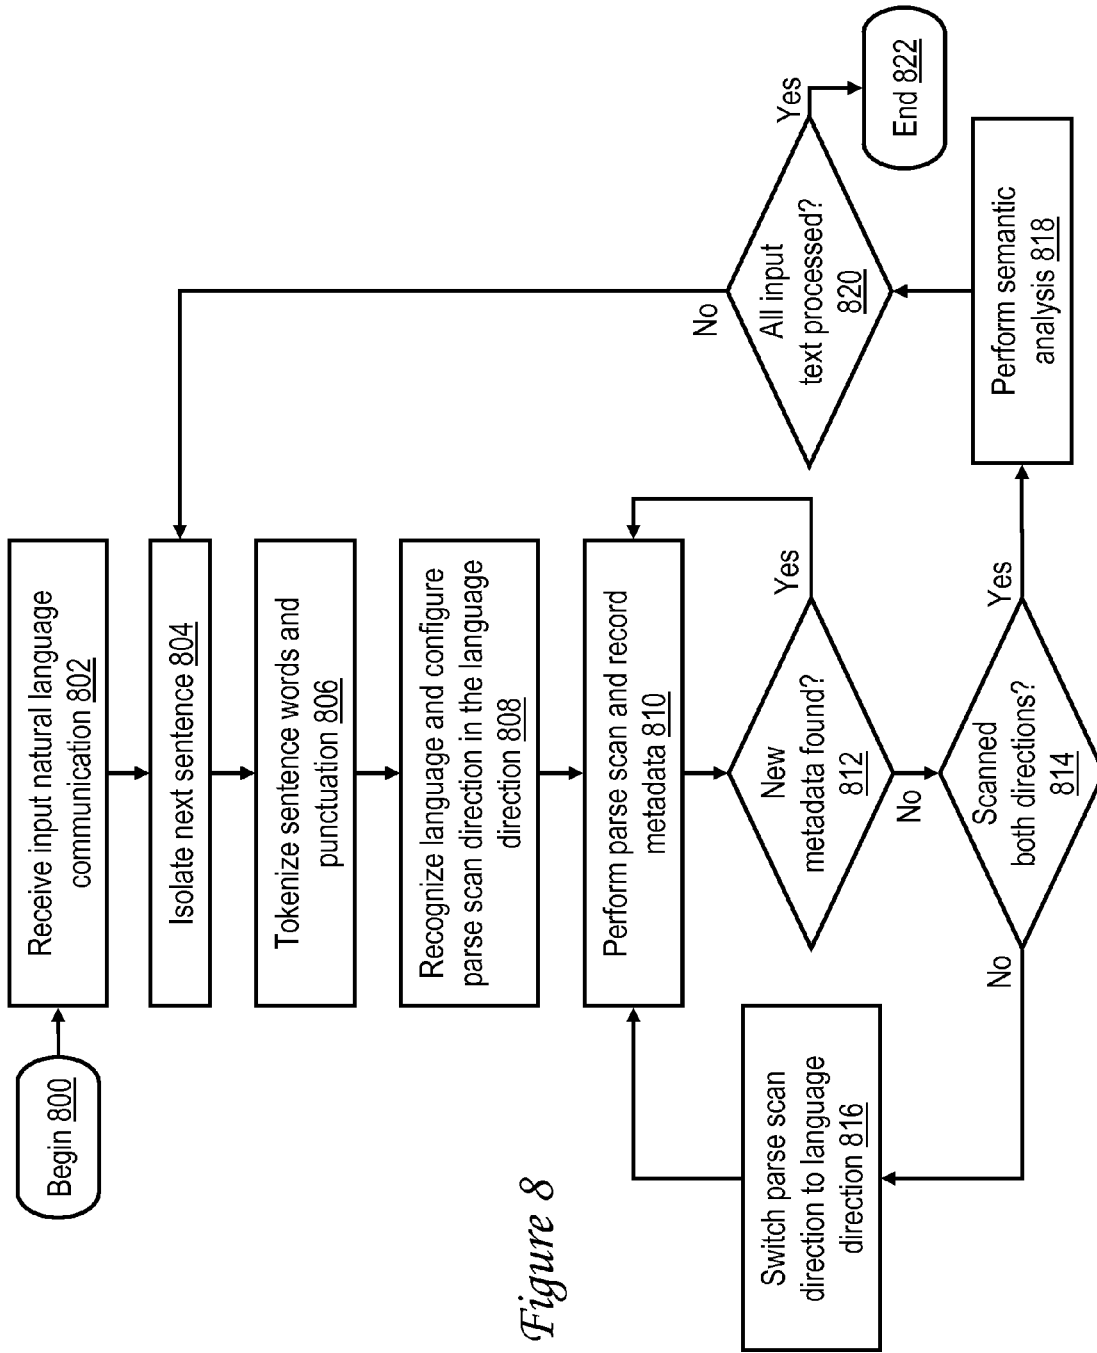 Begin 800
Receive input natural language
communication 802
Isolate next sentence 804
Tokenize sentence words and
punctuation 806
Recognize language and configure
parse scan direction in the language
direction 808
Perform parse scan and record
metadata 810
New
metadata found?
812
Yes
No
Scanned
both directions?
814
No
Yes
Switch parse scan
direction to language
direction 816
Perform semantic
analysis 818
All input
text processed?
820
No
Yes
End 822
Figure 8